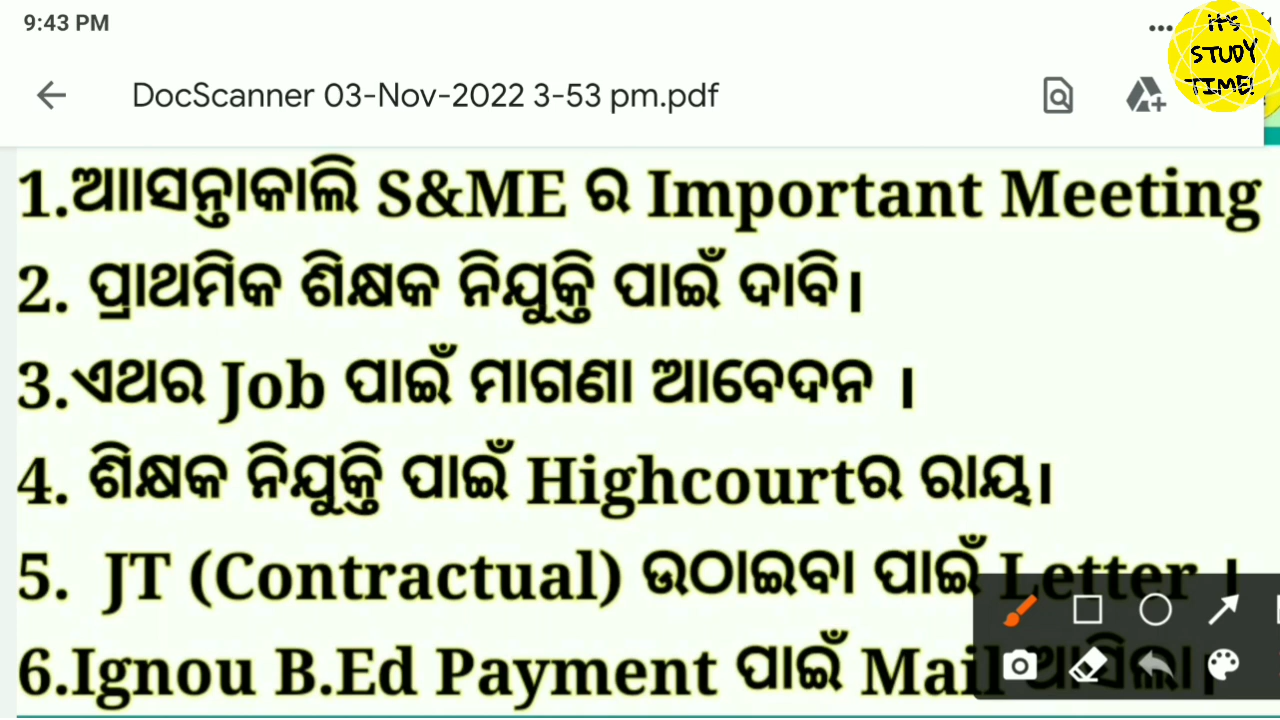 9:43 PM
IT'S
STUDY
TIME!
DocScanner 03-Nov-2022 3-53 pm.pdf
1.ଆାସନ୍ତାକାଲି S&ME ର Important Meeting
2. ପ୍ରାଥମିକ ଶିକ୍ଷକ ନିଯୁକ୍ତି ପାଇଁ ଦାବି।
3.ଏଥର Job ପାଇଁ ମାଗଣା ଆବେଦନ ।
4. ଶିକ୍ଷକ ନିଯୁକ୍ତି ପାଇଁ Highcourtର ରାୟ।
5. JT (Contractual) ଉଠାଇବା ପାଇଁ Letter ।
6.Ignou B.Ed Payment ପାଇଁ Mail ଆସିଲା।